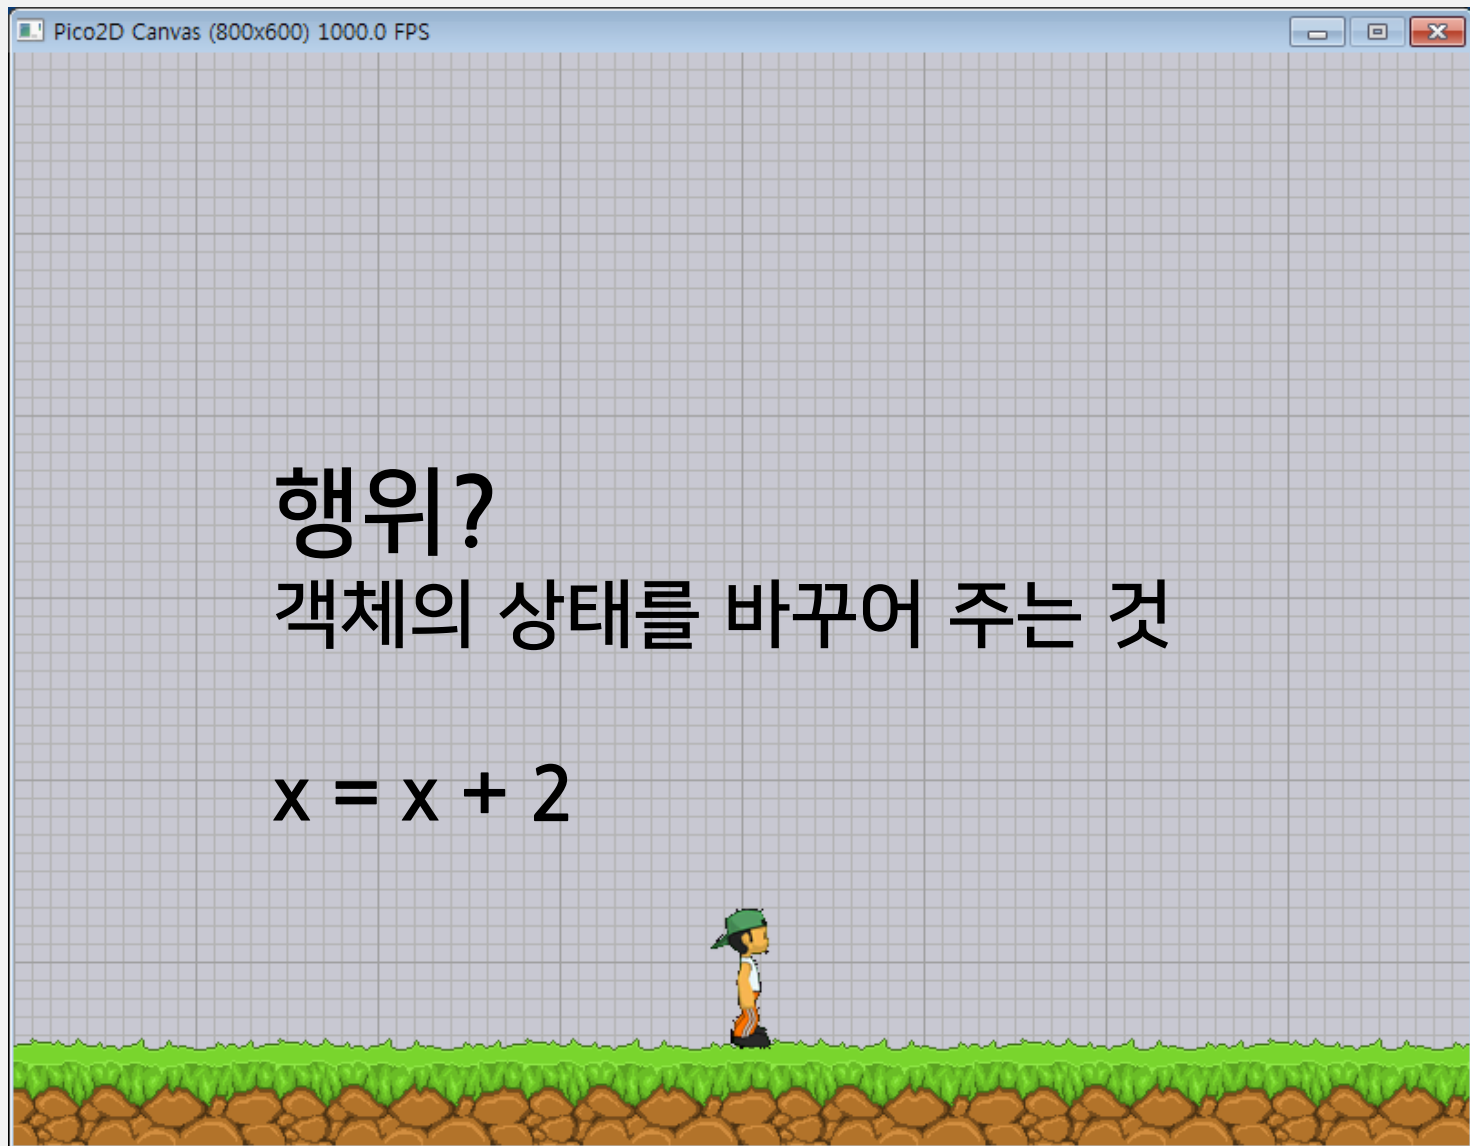 Pico2D Canvas (800x600) 1000.0 FPS
행위?
객체의 상태를 바꾸어 주는 것
x = x + 2